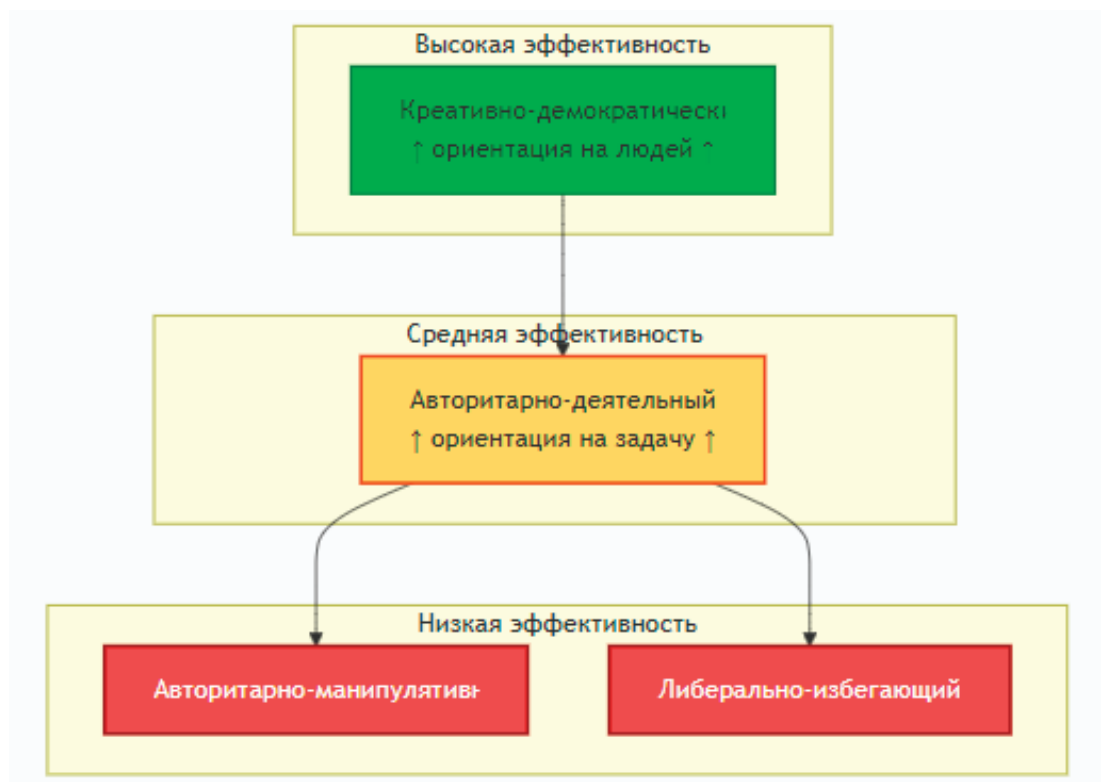 Высокая эффективность
Креативно-демократически
↑ ориентация на людей ↑
Средняя эффективность
Авторитарно-деятельный
↑ ориентация на задачу ↑
Низкая эффективность
Авторитарно-манипулятивн
Либерально-избегающий